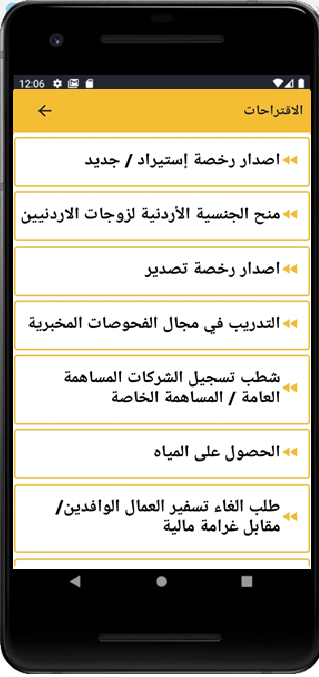 12:06
الاقتراحات
اصدار رخصة إستيراد / جديد
منح الجنسية الأردنية لزوجات الاردنيين
اصدار رخصة تصدير
التدريب في مجال الفحوصات المخبرية
شطب تسجيل الشركات المساهمة
العامة / المساهمة الخاصة
الحصول على المياه
طلب الغاء تسفير العمال الوافدين/
مقابل غرامة مالية